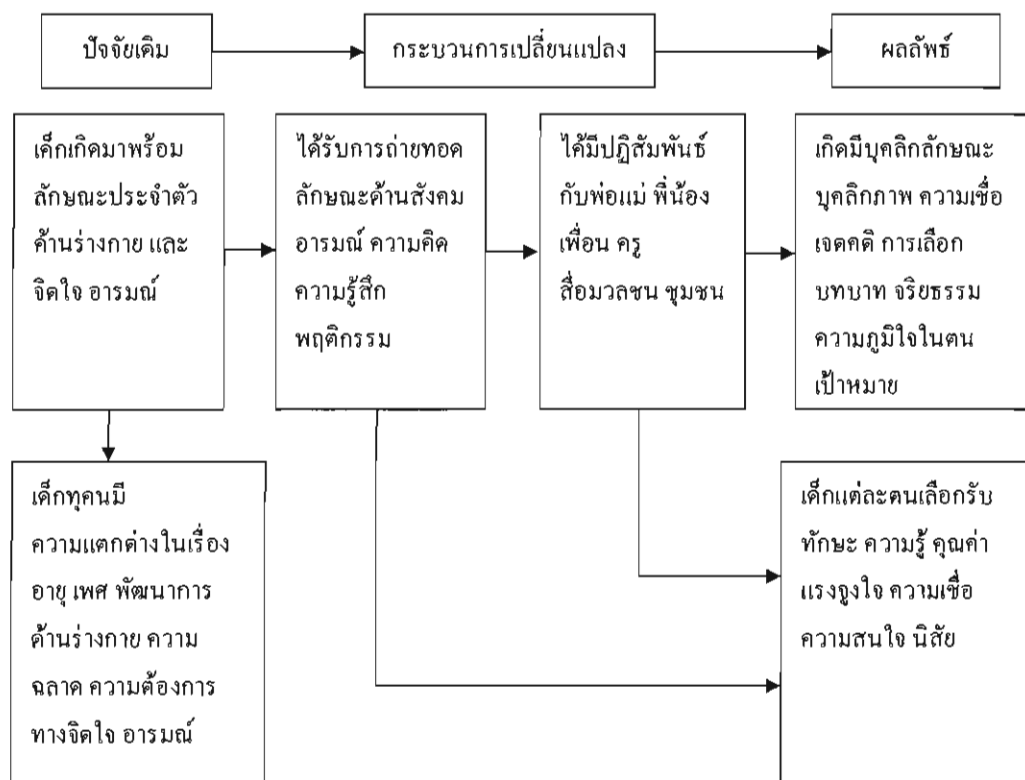 ปัจจัยเดิม
กระบวนการเปลี่ยนแปลง
ผลลัพธ์
เด็กเกิดมาพร้อม
ลักษณะประจำตัว
ด้านร่างกาย และ
จิตใจ อารมณ์
ได้รับการถ่ายทอด
ลักษณะด้านสังคม
อารมณ์ ความคิด
ความรู้สึก
พฤติกรรม
ได้มีปฏิสัมพันธ์
กับพ่อแม่ พี่น้อง
เพื่อน ครู
สื่อมวลชน ชุมชน
เกิดมีบุคลิกลักษณะ
บุคลิกภาพ ความเชื่อ
เจตคติ การเลือก
บทบาท จริยธรรม
ความภูมิใจในตน
เป้าหมาย
เด็กทุคนมี
ความแตกต่างในเรื่อง
อายุ เพศ พัฒนาการ
ด้านร่างกาย ความ
ฉลาด ความต้องการ
ทางจิตใจ อารมณ์
เด็กแต่ละตนเลือกรับ
ทักษะ ความรู้ คุณค่า
แรงจูงใจ ความเชื่อ
ความสนใจ นิสัย